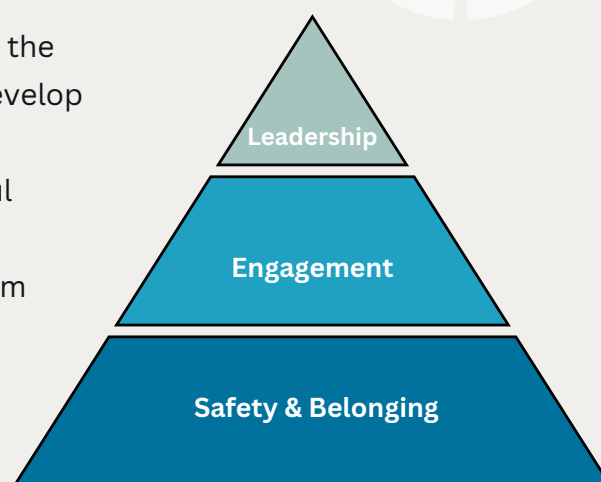 the
evelop
l
m
Leadership
Engagement
Safety & Belonging